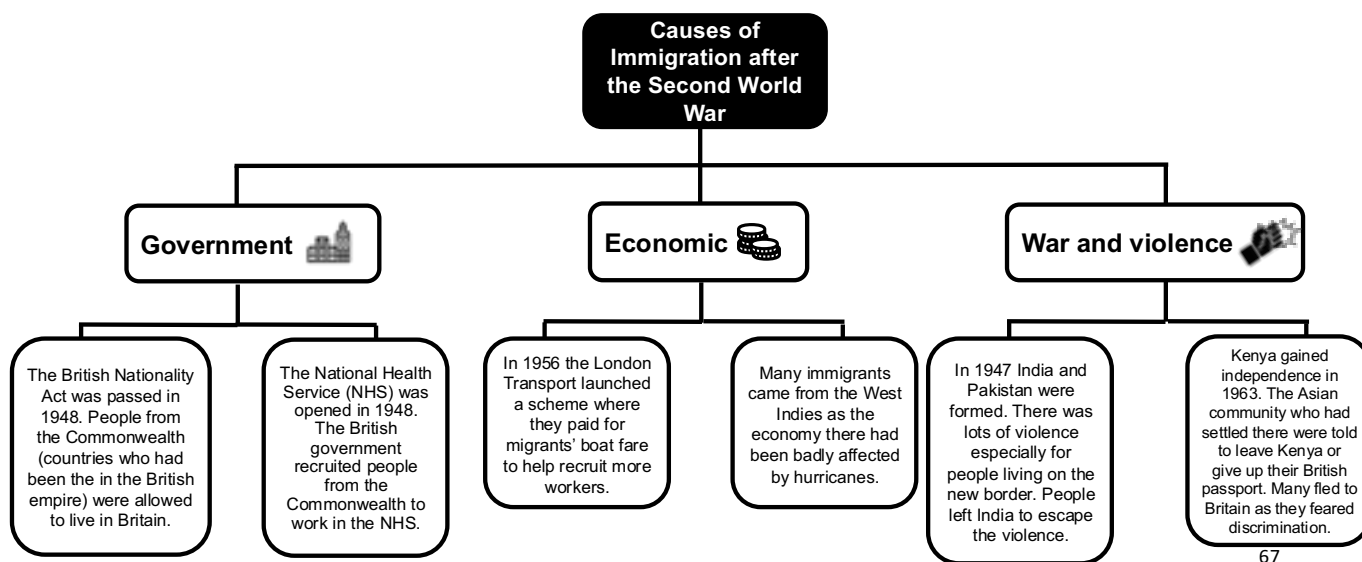 Causes of
Immigration after
the Second World
War
Government
Economic
War and violence
The British Nationality
Act was passed in
1948. People from
the Commonwealth
(countries who had
been the in the British
empire) were allowed
to live in Britain.
The National Health
Service (NHS) was
opened in 1948.
The British
government
recruited people
from the
Commonwealth to
work in the NHS.
In 1956 the London
Transport launched
a scheme where
they paid for
migrants’ boat fare
to help recruit more
workers.
Many immigrants
came from the West
Indies as the
economy there had
been badly affected
by hurricanes.
In 1947 India and
Pakistan were
formed. There was
lots of violence
especially for
people living on the
new border. People
left India to escape
the violence.
Kenya gained
independence in
1963. The Asian
community who had
settled there were told
to leave Kenya or
give up their British
passport. Many fled to
Britain as they feared
discrimination.
67